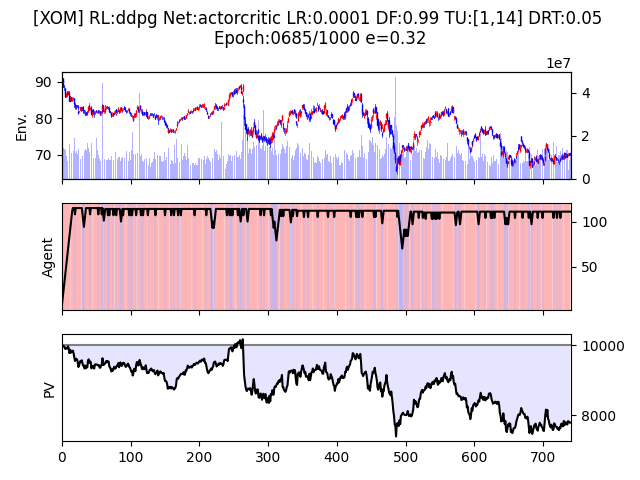 [XOM] RL:ddpg Net:actorcritic LR:0.0001 DF:0.99 TU:[1,14] DRT:0.05
Epoch:0685/1000 e=0.32
1e7
Env.
90
80
70
4
2
0
Agent
100
50
PV
10000
8000
0 100 200 300 400 500 600 700